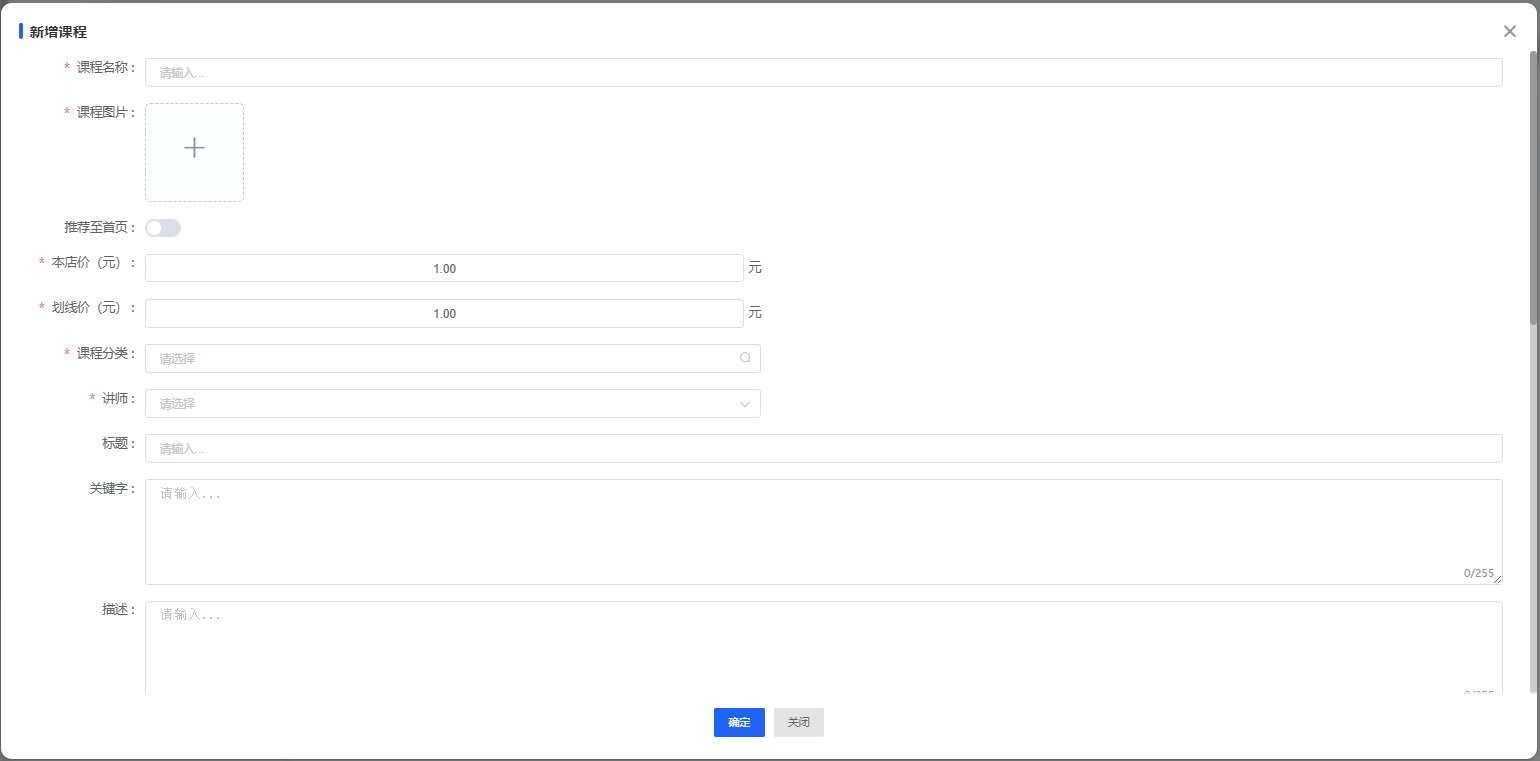 新增课程
* 课程名称： 请输入...
* 课程图片：
推荐至首页：
* 本店价（元）： 1.00 元
* 划线价（元）： 1.00 元
* 课程分类： 请选择
* 讲师： 请选择
标题： 请输入...
关键字： 请输入...
0/255
描述： 请输入...
确定 关闭